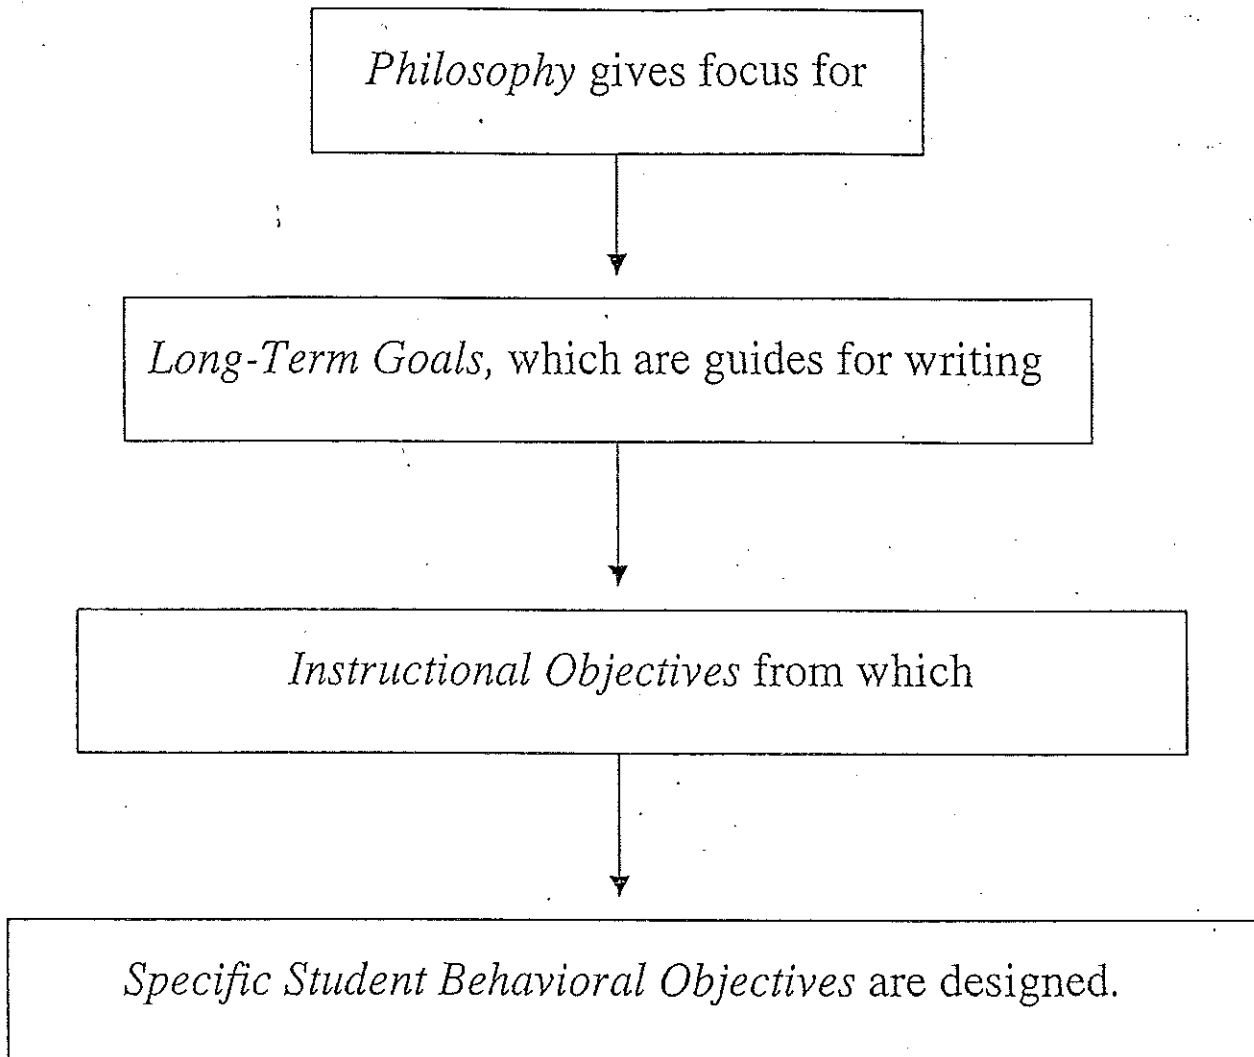 Philosophy gives focus for
Long-Term Goals, which are guides for writing
Instructional Objectives from which
Specific Student Behavioral Objectives are designed.